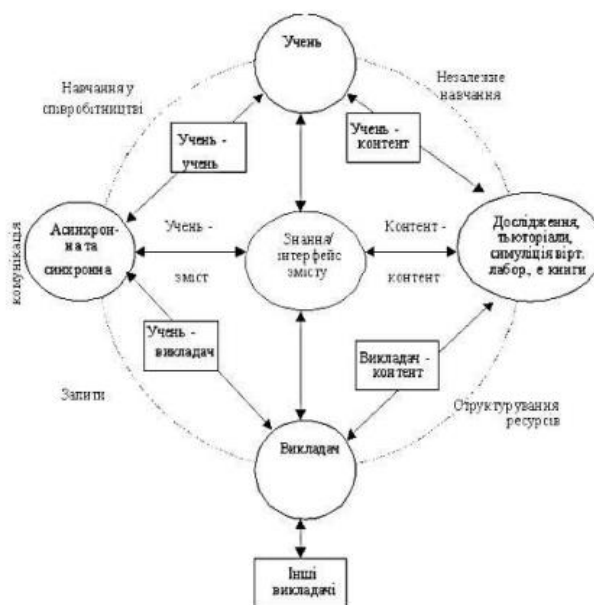 Учень
Навчання у
співробітництві
Незалежне
навчання
Учень -
учень
Учень -
контент
комунікація
Асинхрон-
на та
синхронна
Учень -
зміст
Знання/
інтерфейс
змісту
Контент -
контент
Дослідження,
тьюторіали,
симуліція вірт.
лабор., е книги
Учень -
викладач
Викладач -
контент
Запити
Структурування
ресурсів
Викладач
Інші
викладачі